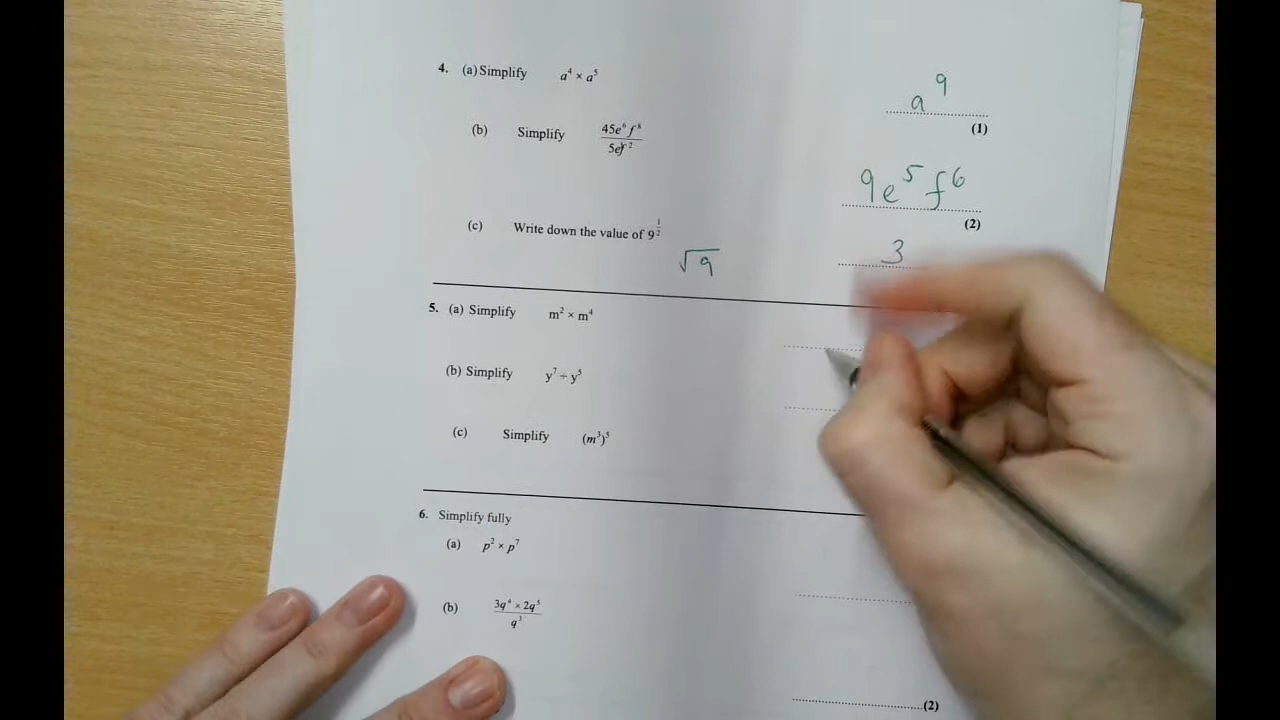 4. (a) Simplify a⁴ × a⁵
a⁹
(1)
(b) Simplify 45e⁶f⁸ / 5ef²
9e⁵f⁶
(2)
(c) Write down the value of 9^(1/2)
√9
3
5. (a) Simplify m² × m⁴
(b) Simplify y⁷ ÷ y⁵
(c) Simplify (m³)⁵
6. Simplify fully
(a) p² × p⁷
(b) 3q⁴ × 2q⁵ / q³
(2)